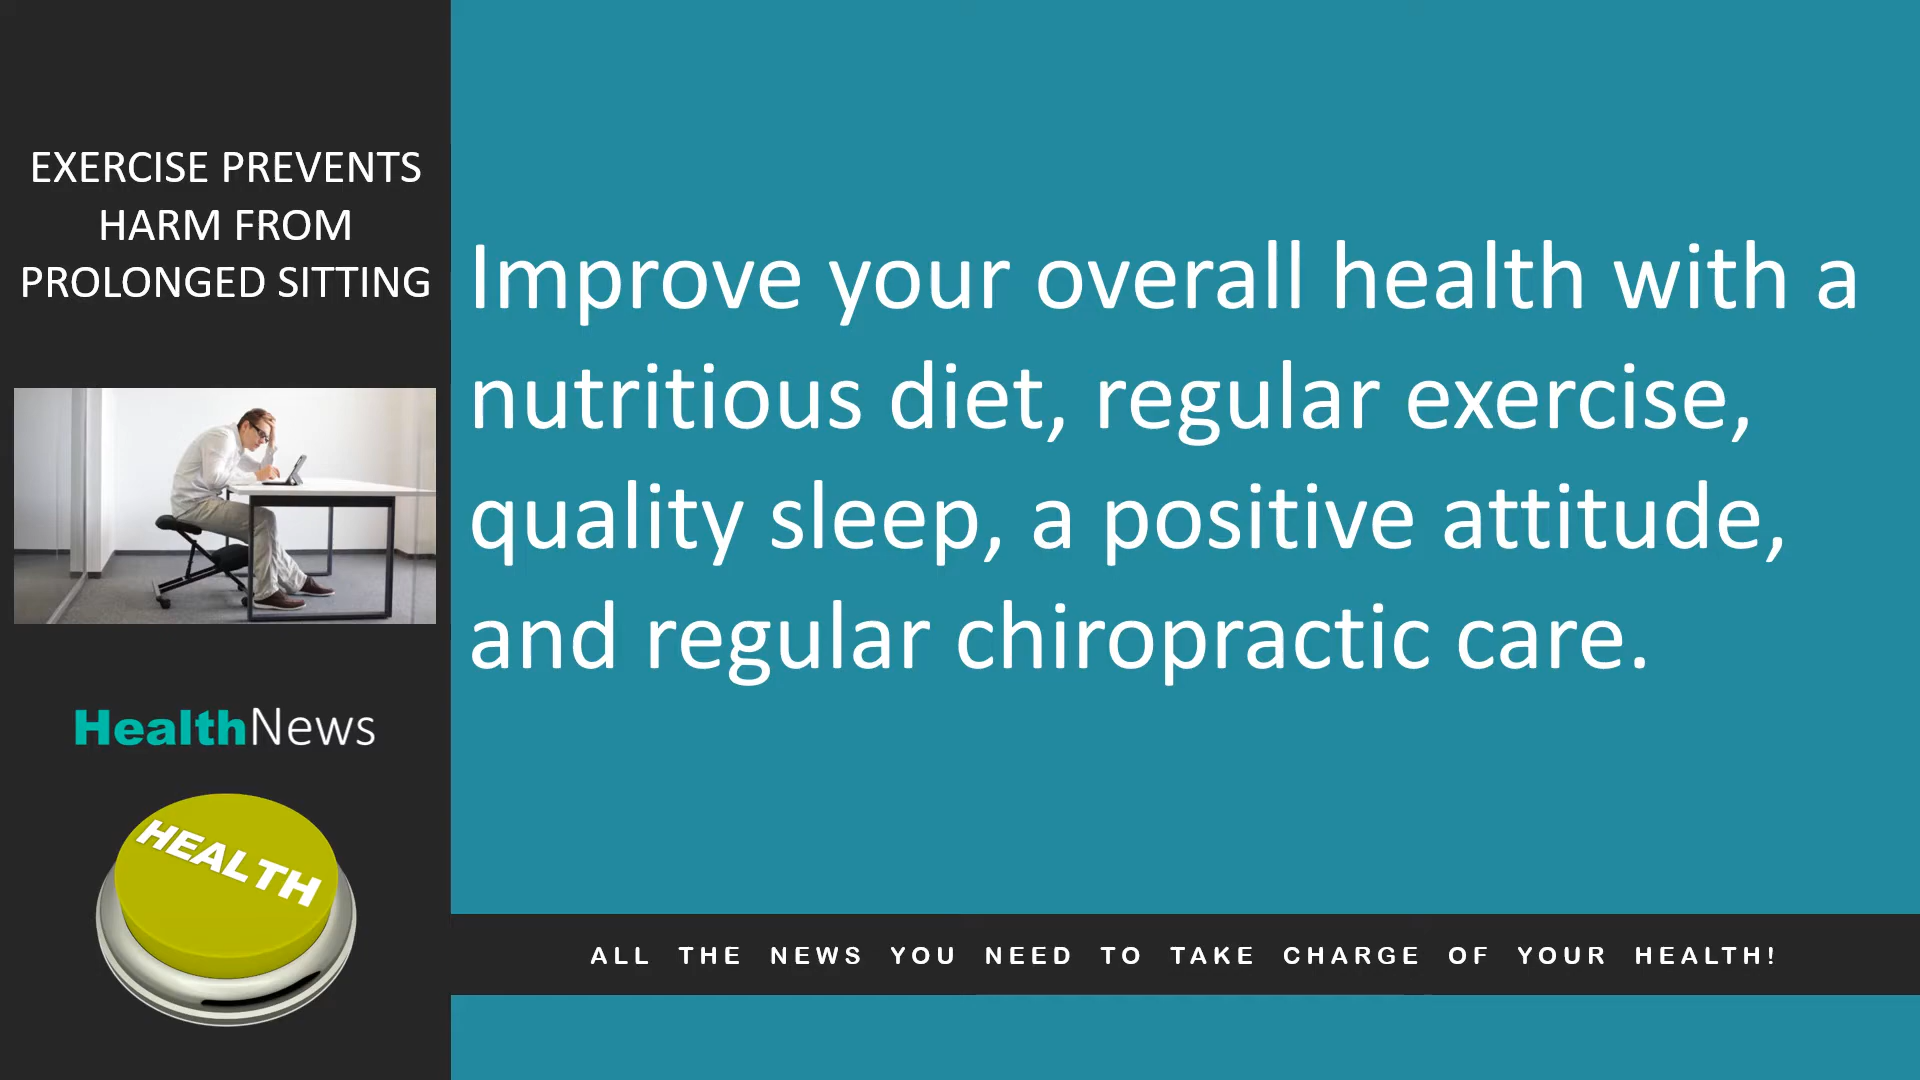 EXERCISE PREVENTS
HARM FROM
PROLONGED SITTING
Improve your overall health with a
nutritious diet, regular exercise,
quality sleep, a positive attitude,
and regular chiropractic care.
HealthNews
HEALTH
ALL THE NEWS YOU NEED TO TAKE CHARGE OF YOUR HEALTH!